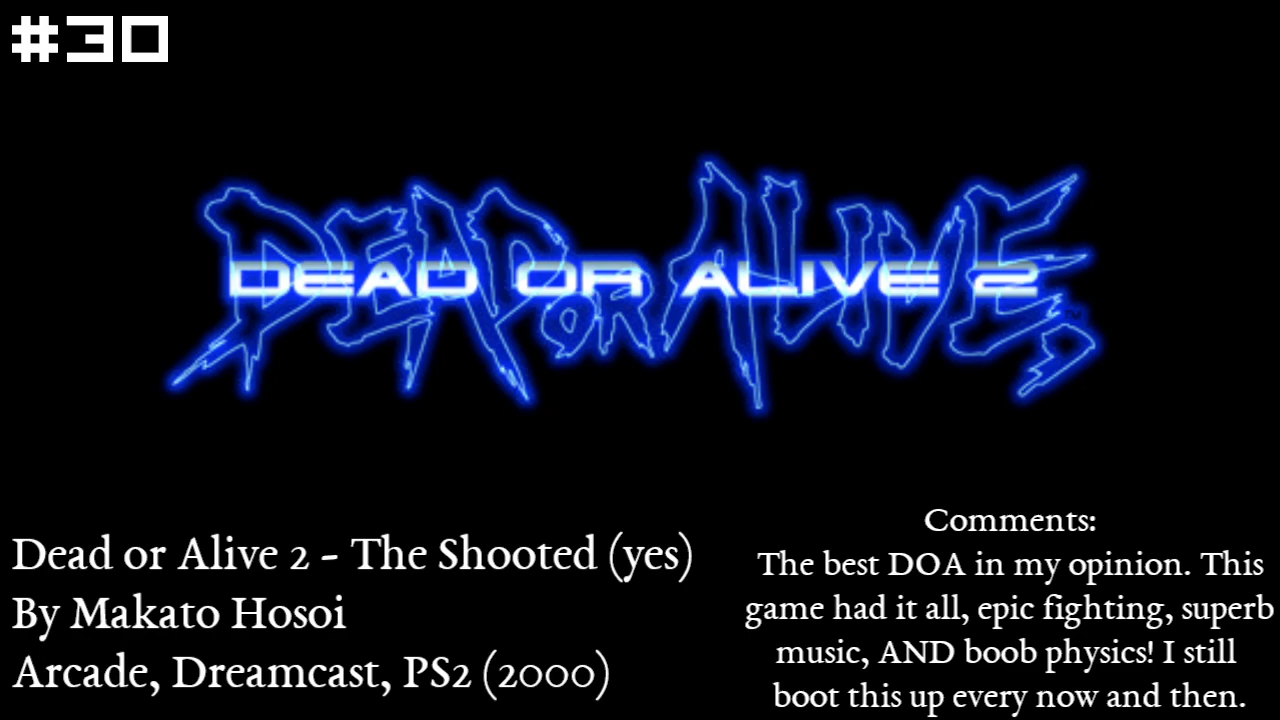 #30
DEAD OR ALIVE
DEAD OR ALIVE 2
TM
Dead or Alive 2 - The Shooted (yes)
By Makato Hosoi
Arcade, Dreamcast, PS2 (2000)
Comments:
The best DOA in my opinion. This
game had it all, epic fighting, superb
music, AND boob physics! I still
boot this up every now and then.